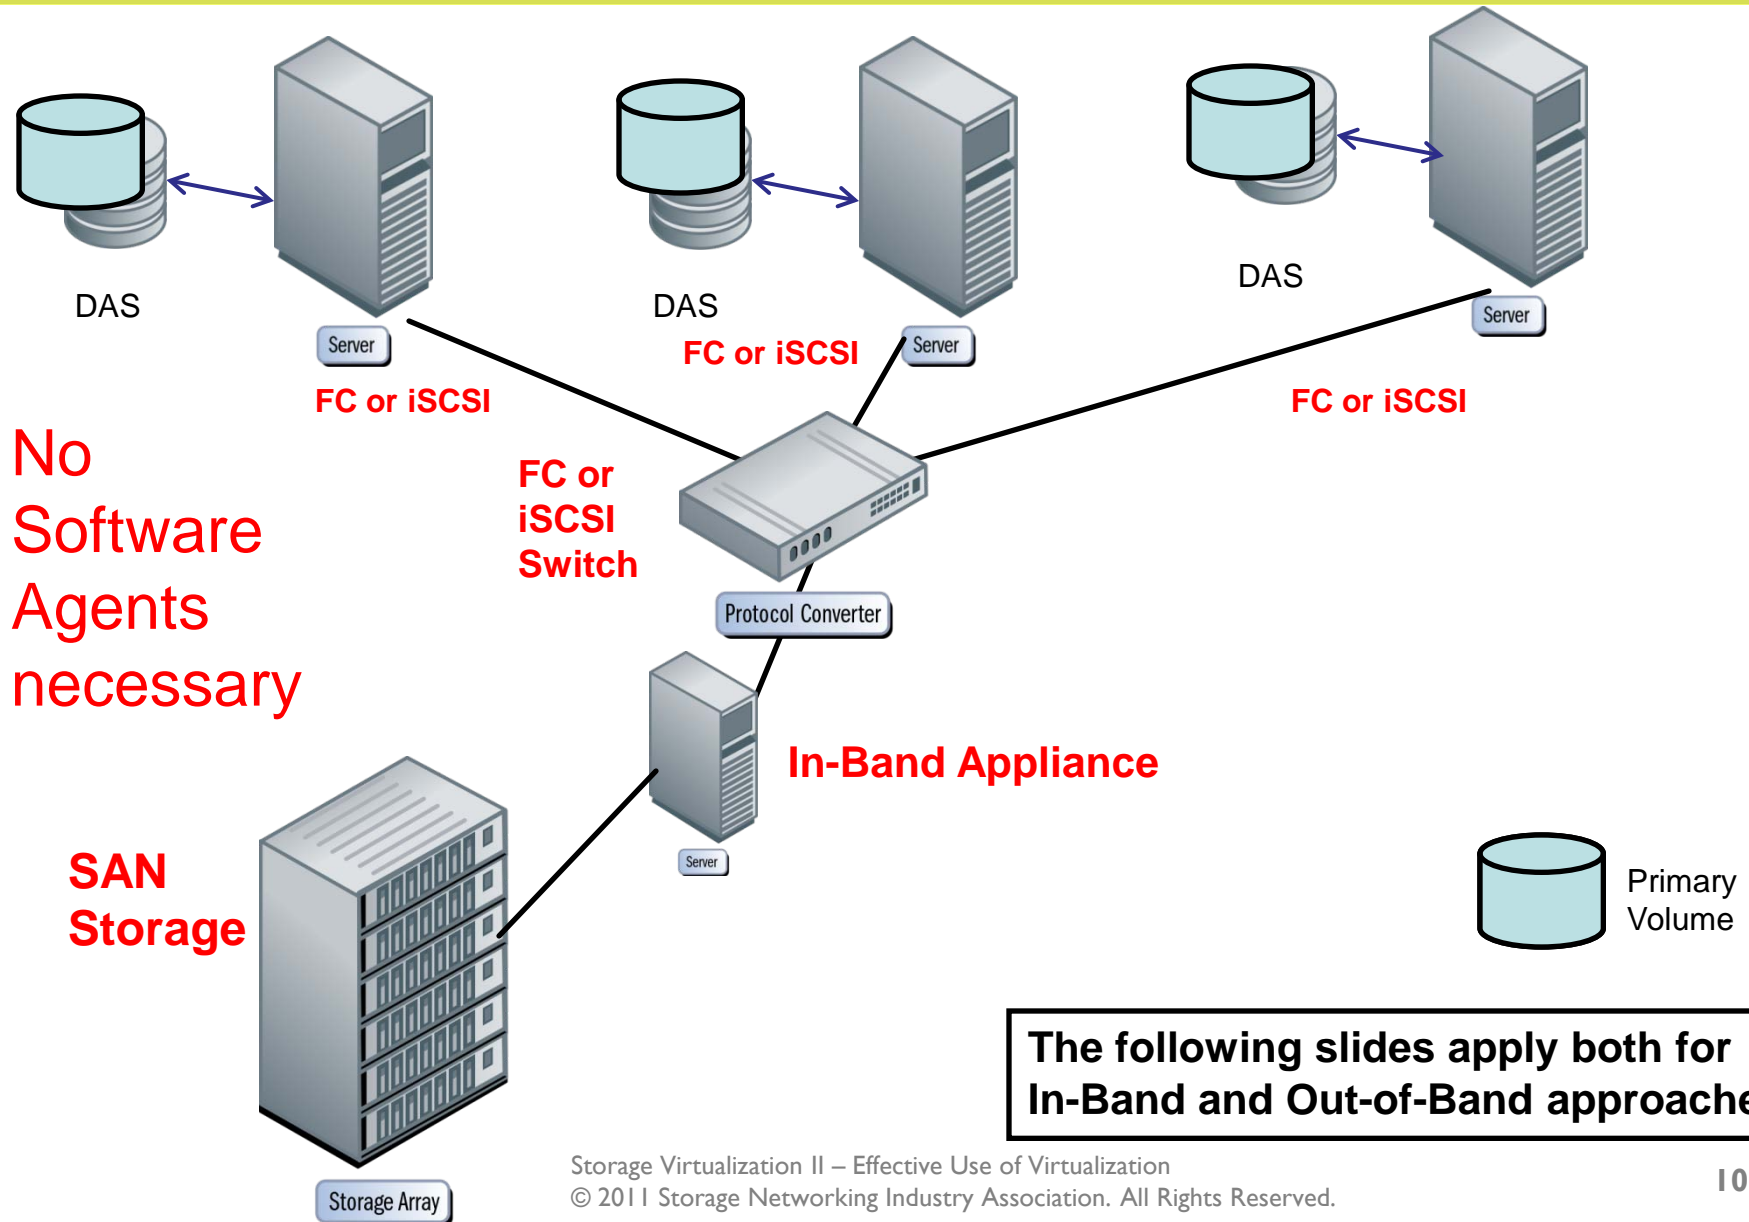 DAS
DAS
DAS
Server
Server
Server
FC or iSCSI
FC or iSCSI
FC or iSCSI
No
Software
Agents
necessary
FC or
iSCSI
Switch
Protocol Converter
In-Band Appliance
Server
SAN
Storage
Storage Array
Primary
Volume
The following slides apply both for
In-Band and Out-of-Band approache
Storage Virtualization II – Effective Use of Virtualization
© 2011 Storage Networking Industry Association. All Rights Reserved.
10